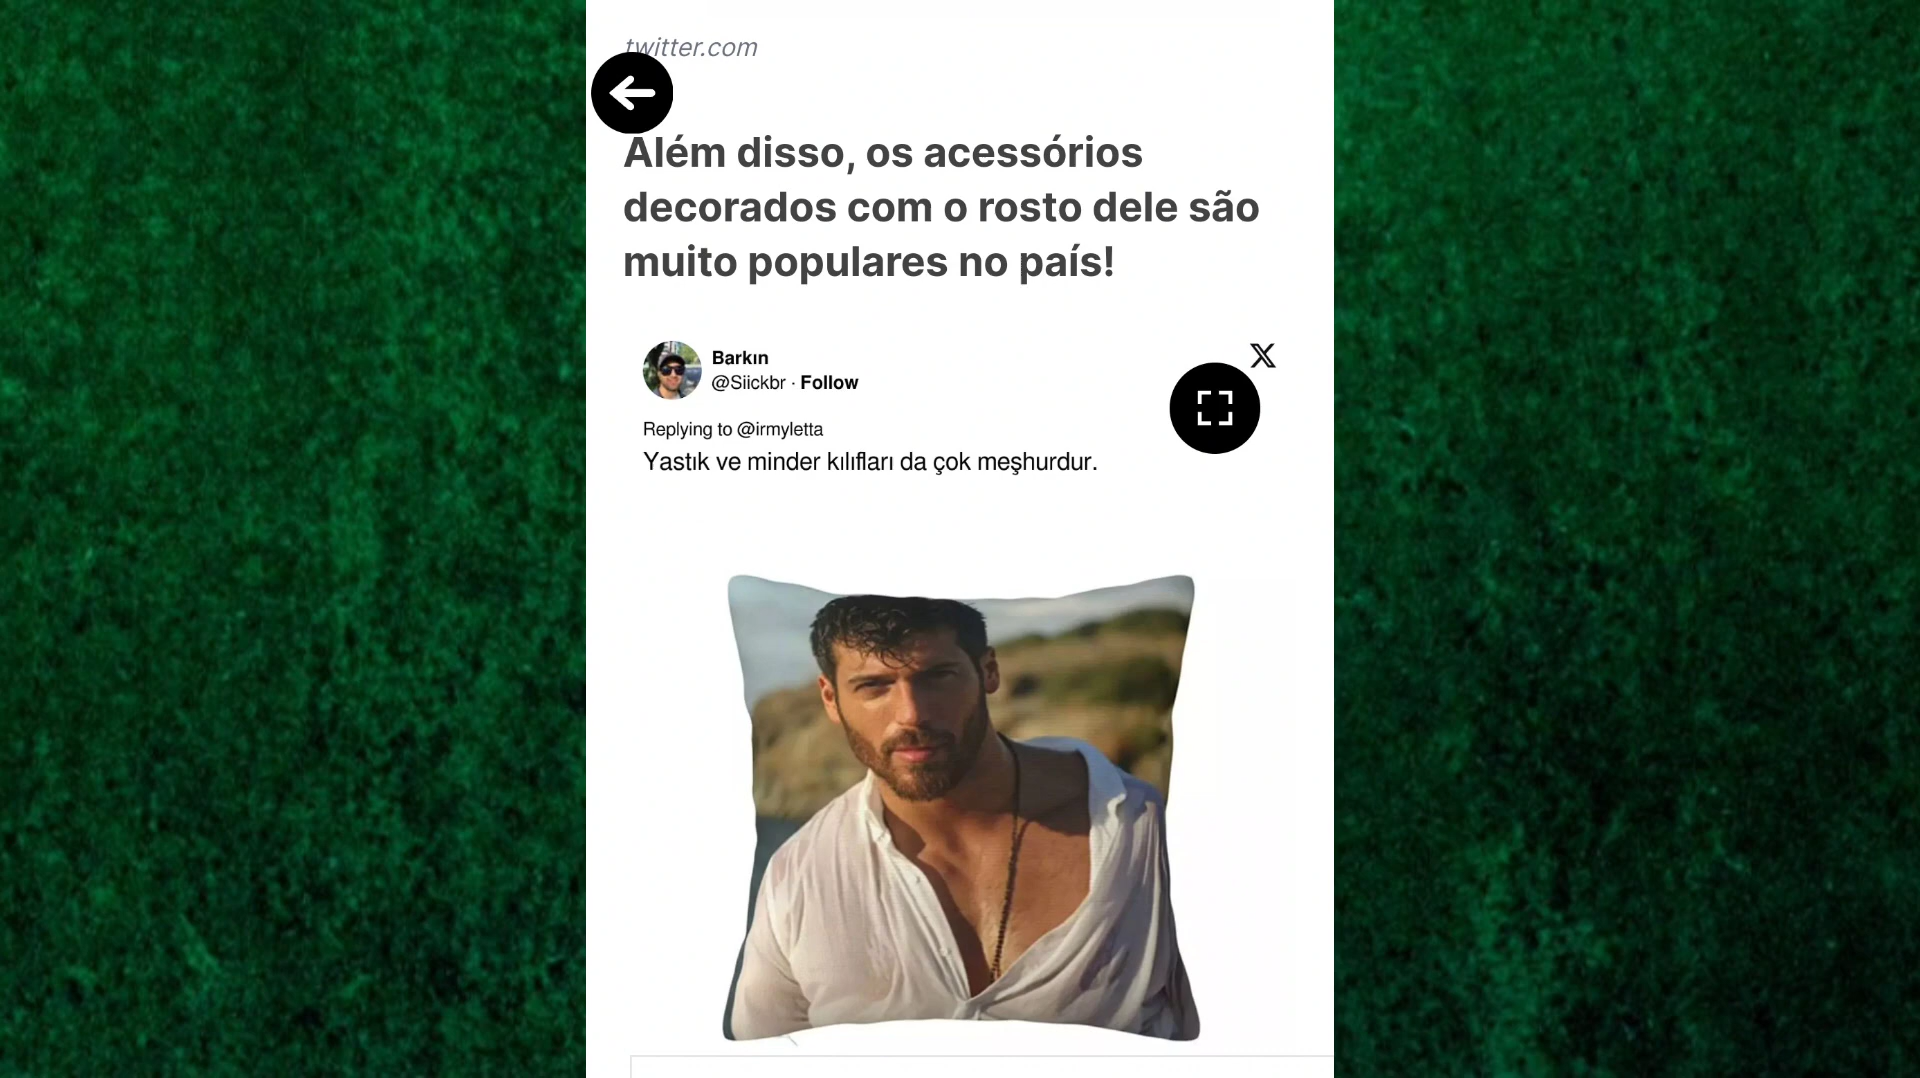 twitter.com
Além disso, os acessórios
decorados com o rosto dele são
muito populares no país!
Barkın
@Siickbr · Follow
Replying to @irmyletta
Yastık ve minder kılıfları da çok meşhurdur.